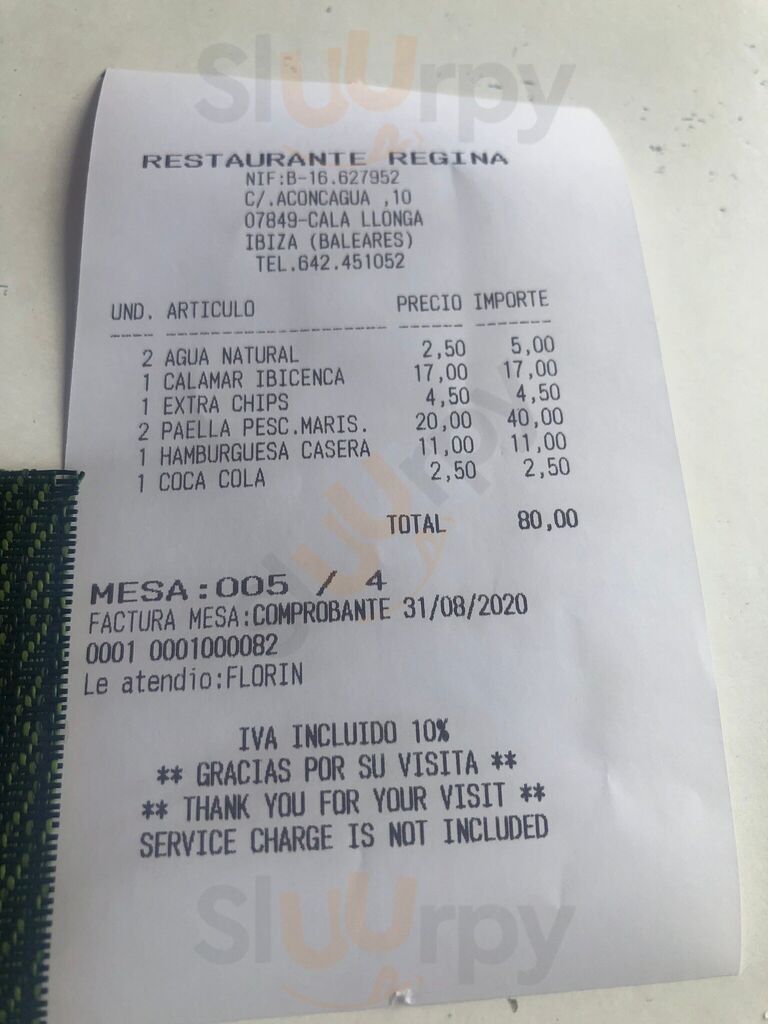 Sluurpy
RESTAURANTE REGINA
NIF:B-16.627952
C/.ACONCAGUA ,10
07849-CALA LLONGA
IBIZA (BALEARES)
TEL.642.451052
UND. ARTICULO PRECIO IMPORTE
2 AGUA NATURAL 2,50 5,00
1 CALAMAR IBICENCA 17,00 17,00
1 EXTRA CHIPS 4,50 4,50
2 PAELLA PESC.MARIS. 20,00 40,00
1 HAMBURGUESA CASERA 11,00 11,00
1 COCA COLA 2,50 2,50
TOTAL 80,00
Sluurpy
MESA:005 / 4
FACTURA MESA:COMPROBANTE 31/08/2020
0001 0001000082
Le atendio:FLORIN
IVA INCLUIDO 10%
** GRACIAS POR SU VISITA **
** THANK YOU FOR YOUR VISIT **
SERVICE CHARGE IS NOT INCLUDED
Sluurpy